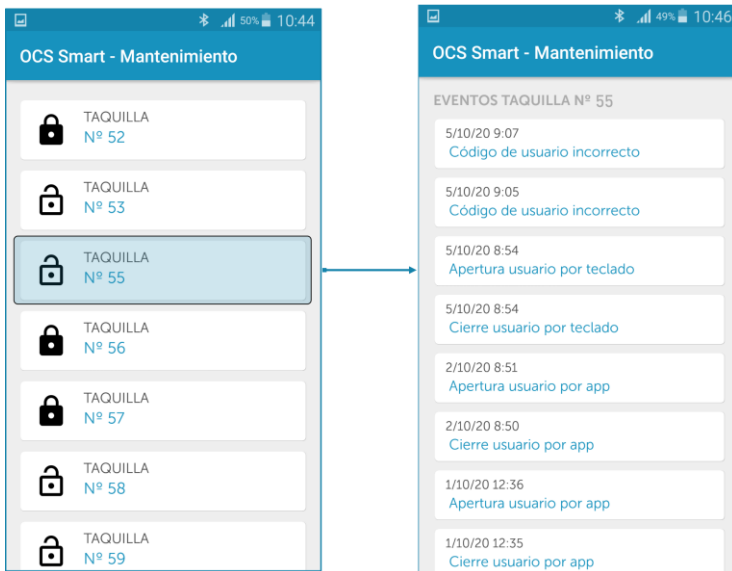 50% 10:44
OCS Smart - Mantenimiento
TAQUILLA
Nº 52
TAQUILLA
Nº 53
TAQUILLA
Nº 55
TAQUILLA
Nº 56
TAQUILLA
Nº 57
TAQUILLA
Nº 58
TAQUILLA
Nº 59
49% 10:46
OCS Smart - Mantenimiento
EVENTOS TAQUILLA Nº 55
5/10/20 9:07
Código de usuario incorrecto
5/10/20 9:05
Código de usuario incorrecto
5/10/20 8:54
Apertura usuario por teclado
5/10/20 8:54
Cierre usuario por teclado
2/10/20 8:51
Apertura usuario por app
2/10/20 8:50
Cierre usuario por app
1/10/20 12:36
Apertura usuario por app
1/10/20 12:35
Cierre usuario por app